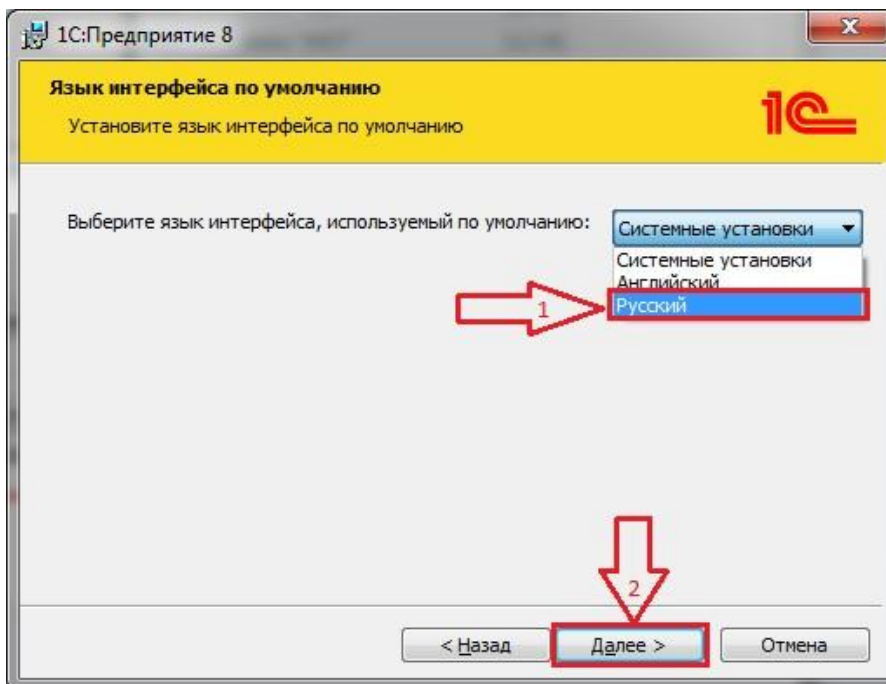 1С:Предприятие 8
Язык интерфейса по умолчанию
Установите язык интерфейса по умолчанию
1С
Выберите язык интерфейса, используемый по умолчанию:
Системные установки
Системные установки
Английский
Русский
1
2
< Назад
Далее >
Отмена